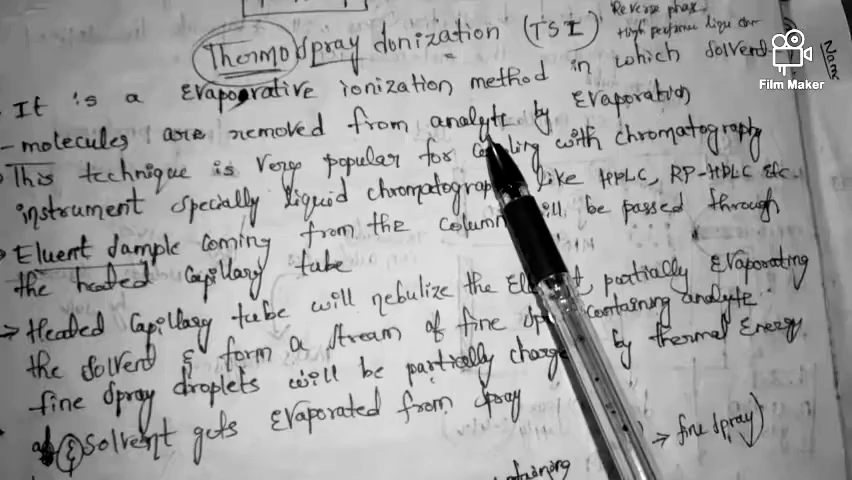 Reverse phase
High performance liqui chr
Thermospray Ionization (TSI)
- It is a Evaporative ionization method in which solvent
- molecules are removed from analyte by Evaporation
• This technique is very popular for with chromatography
instrument specially liquid like HPLC, RP-HPLC etc.
• Eluent sample coming from the column will be passed through
the heated capillary tube
→ Heated capillary tube will nebulize the partially Evaporating
the solvent & form a stream of fine containing analyte.
fine spray droplets will be partially charge by thermal Energy
& solvent gets Evaporated from spray
→ fine spray)
Film Maker